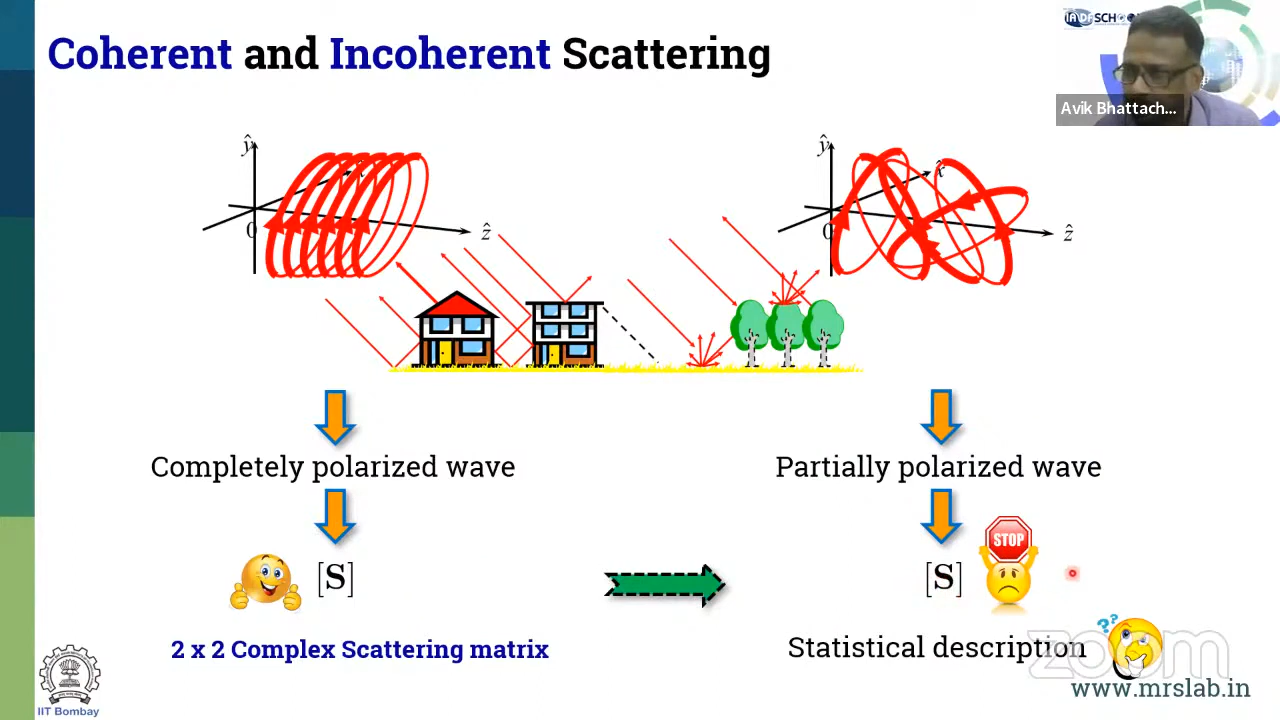 Coherent and Incoherent Scattering
Avik Bhattach...
ŷ
x̂
0
ẑ
ŷ
x̂
0
ẑ
Completely polarized wave
Partially polarized wave
[S]
[S]
STOP
2 x 2 Complex Scattering matrix
Statistical description
??
zoom
www.mrslab.in
IIT Bombay